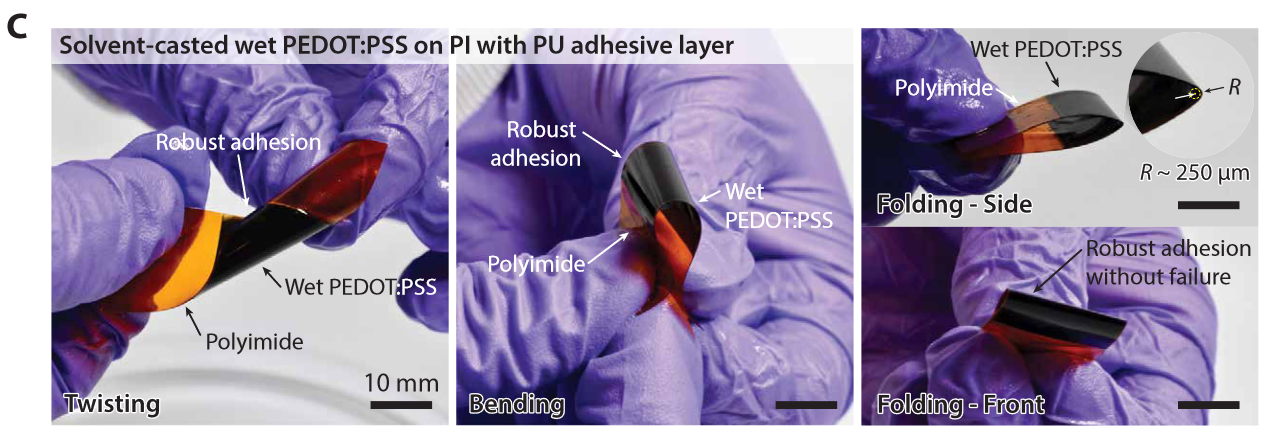 C
Solvent-casted wet PEDOT:PSS on PI with PU adhesive layer
Robust adhesion
Wet PEDOT:PSS
Polyimide
10 mm
Twisting
Robust
adhesion
Wet
PEDOT:PSS
Polyimide
Bending
Wet PEDOT:PSS
Polyimide
R
R ~ 250 µm
Folding - Side
Robust adhesion
without failure
Folding - Front